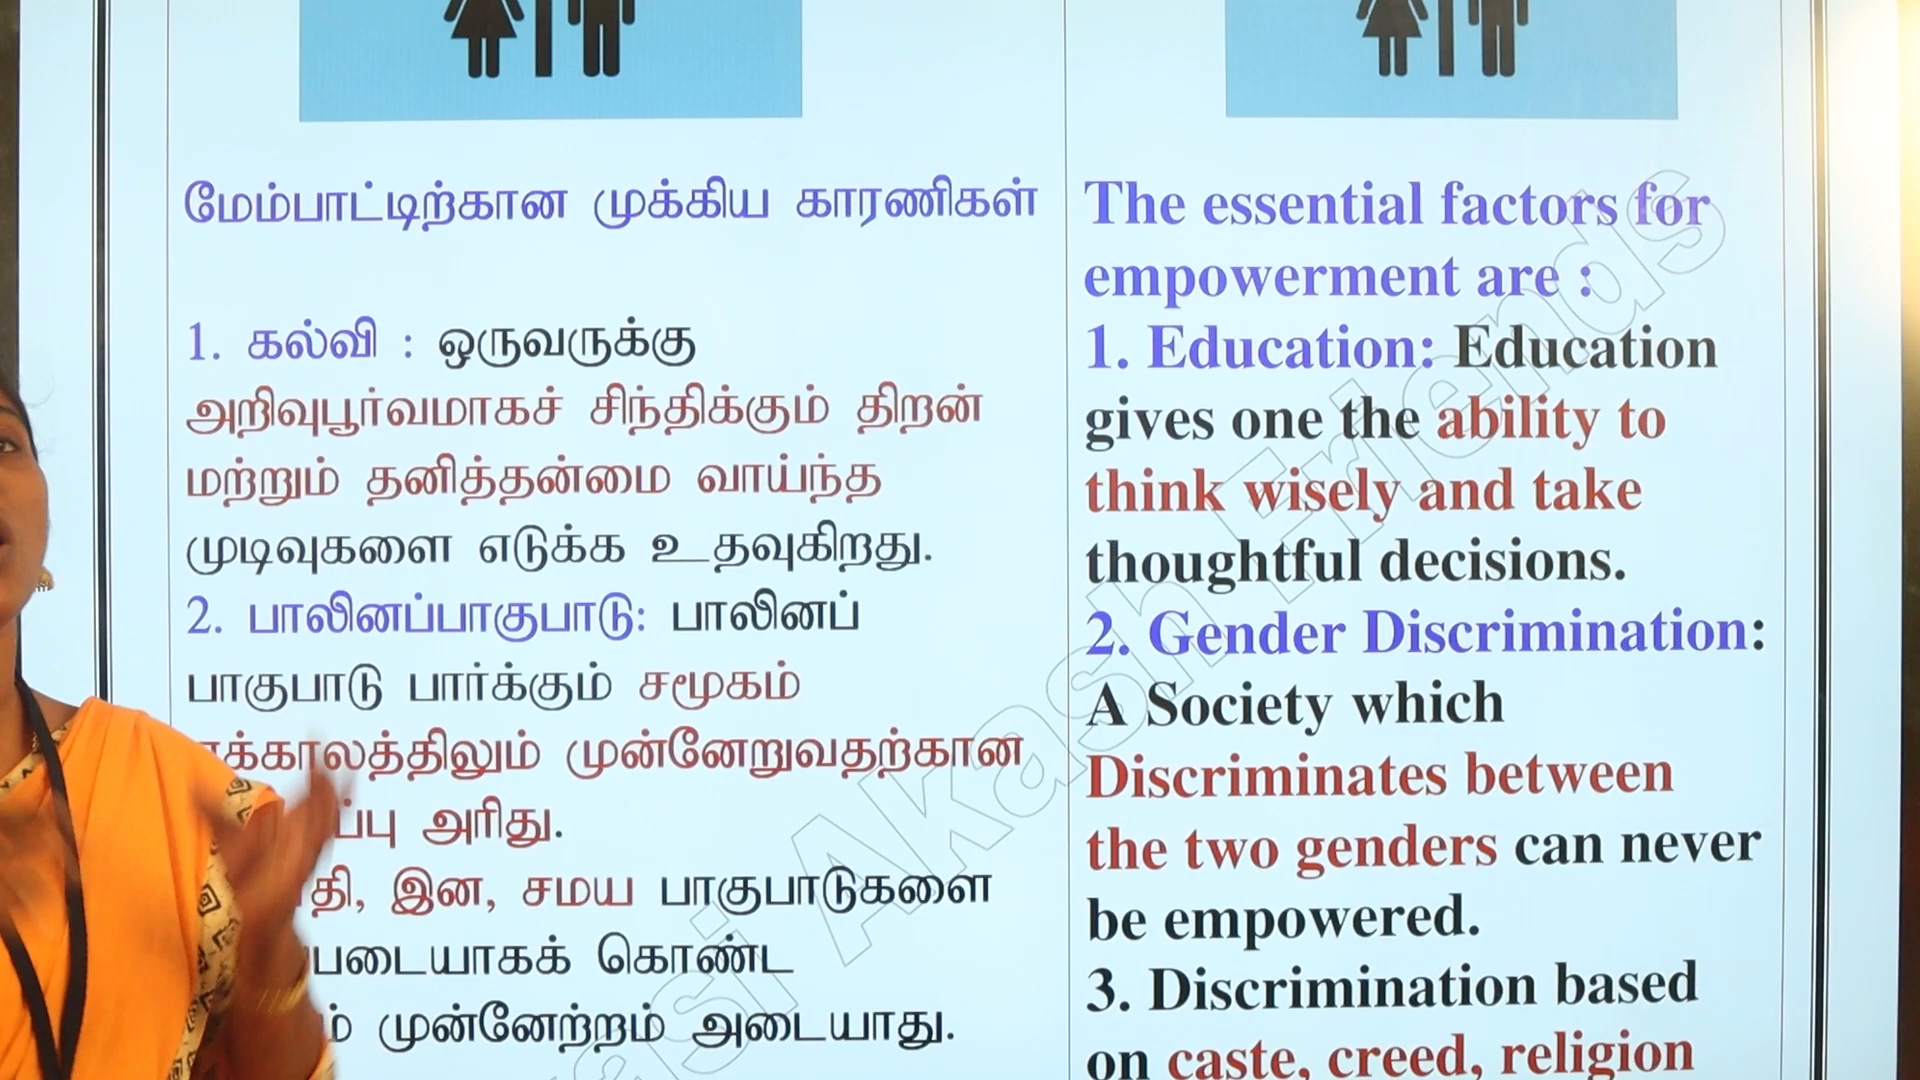 மேம்பாட்டிற்கான முக்கிய காரணிகள்
1. கல்வி : ஒருவருக்கு
அறிவுபூர்வமாகச் சிந்திக்கும் திறன்
மற்றும் தனித்தன்மை வாய்ந்த
முடிவுகளை எடுக்க உதவுகிறது.
2. பாலினப்பாகுபாடு: பாலினப்
பாகுபாடு பார்க்கும் சமூகம்
முன்னேறுவதற்கான
அரிது.
இன, சமய பாகுபாடுகளை
கொண்ட
முன்னேற்றம் அடையாது.
The essential factors for
empowerment are :
1. Education: Education
gives one the ability to
think wisely and take
thoughtful decisions.
2. Gender Discrimination:
A Society which
Discriminates between
the two genders can never
be empowered.
3. Discrimination based
on caste, creed, religion
Akash Friends